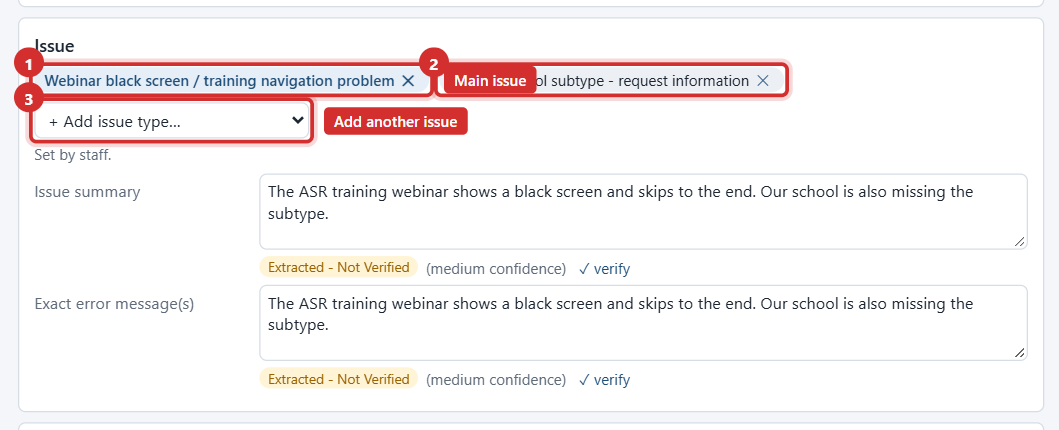 Issue
1
Webinar black screen / training navigation problem ×
2
Main issue
subtype - request information ×
3
+ Add issue type...
Add another issue
Set by staff.
Issue summary
The ASR training webinar shows a black screen and skips to the end. Our school is also missing the
subtype.
Extracted - Not Verified (medium confidence) ✓ verify
Exact error message(s)
The ASR training webinar shows a black screen and skips to the end. Our school is also missing the
subtype.
Extracted - Not Verified (medium confidence) ✓ verify